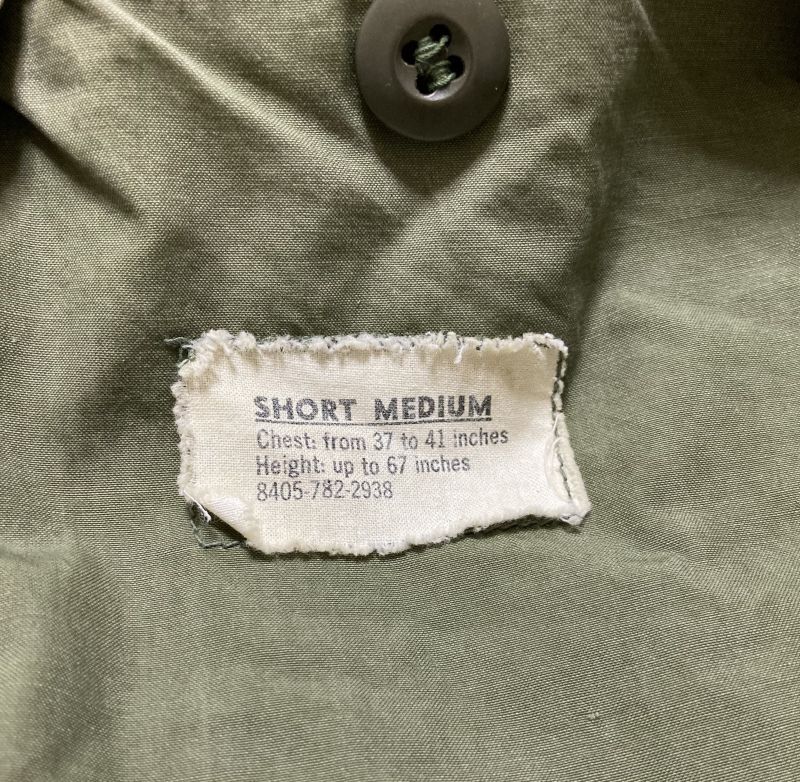 SHORT MEDIUM
Chest: from 37 to 41 inches
Height: up to 67 inches
8405-782-2938